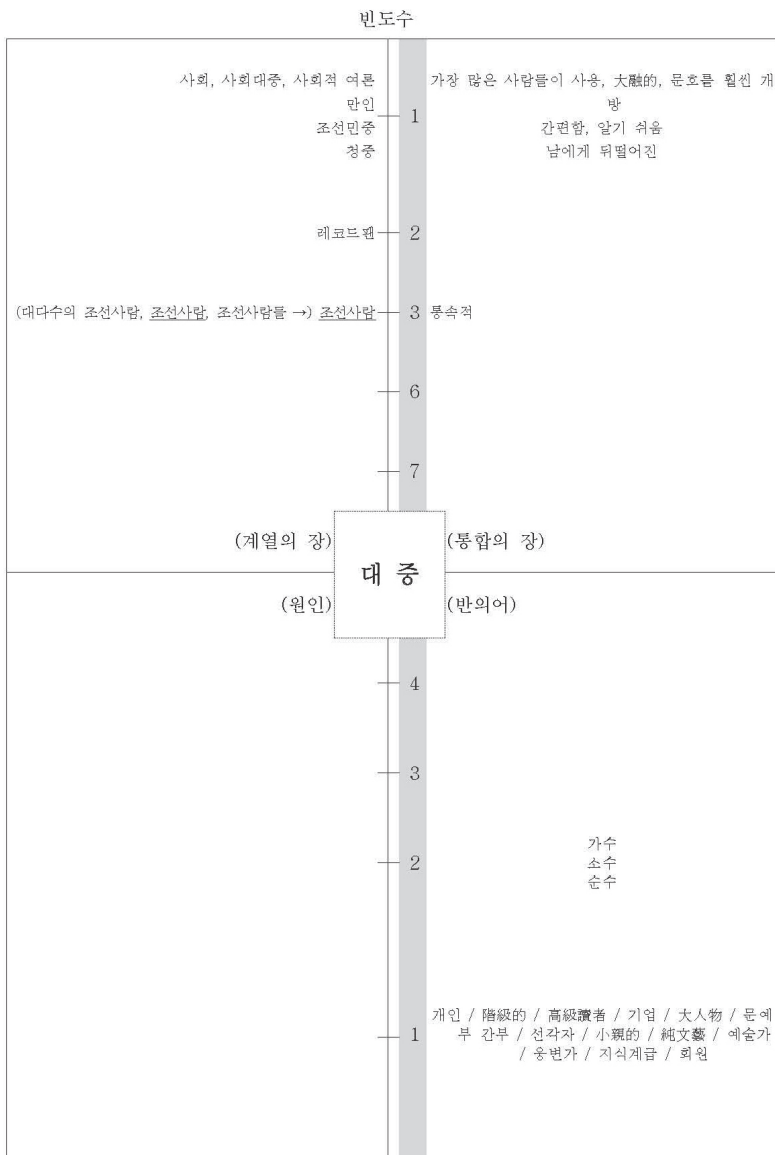 빈도수
사회, 사회대중, 사회적 여론
만인
조선민중
청중
1
가장 많은 사람들이 사용, 大融的, 문호를 훨씬 개
방
간편함, 알기 쉬움
남에게 뒤떨어진
레코드팬
2
(대다수의 조선사람, 조선사람, 조선사람들 →) 조선사람
3
통속적
6
7
(계열의 장)
(통합의 장)
대 중
(원인)
(반의어)
4
3
2
가수
소수
순수
1
개인 / 階級的 / 高級讀者 / 기업 / 大人物 / 문예
부 간부 / 선각자 / 小親的 / 純文藝 / 예술가
/ 웅변가 / 지식계급 / 회원